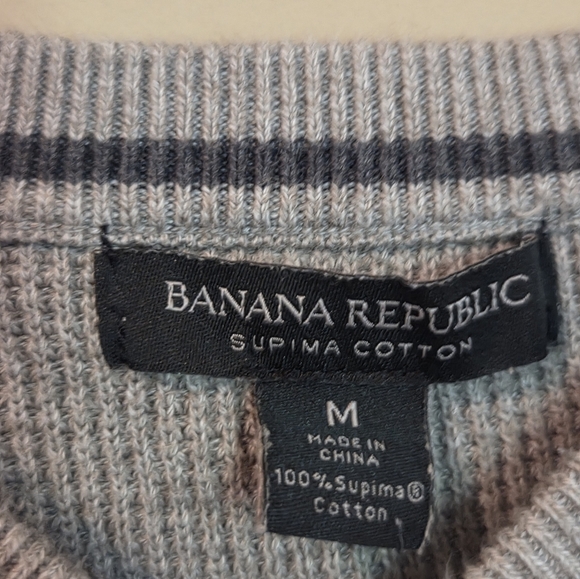 BANANA REPUBLIC
SUPIMA COTTON
M
MADE IN
CHINA
100% Supima®
Cotton